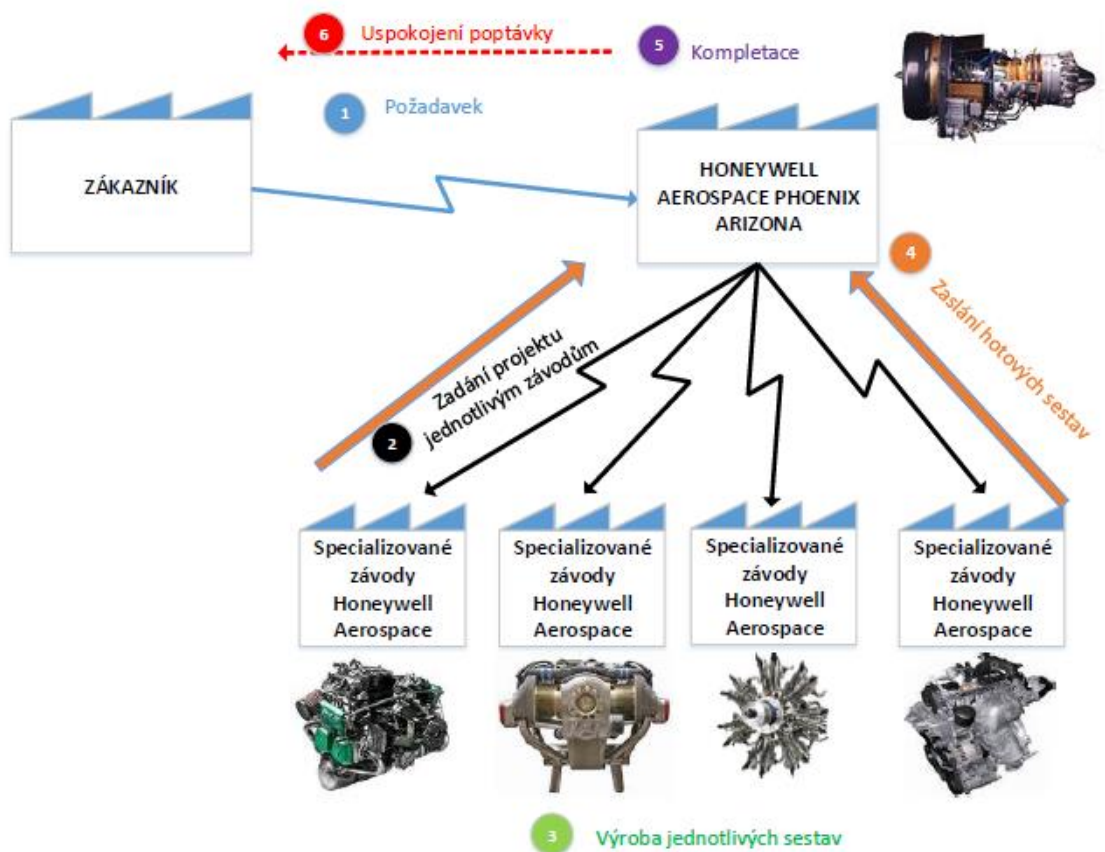 6 Uspokojení poptávky
5 Kompletace
1 Požadavek
ZÁKAZNÍK
HONEYWELL
AEROSPACE PHOENIX
ARIZONA
4 Zaslání hotových sestav
2 Zadání projektu
jednotlivým závodům
Specializované
závody
Honeywell
Aerospace
Specializované
závody
Honeywell
Aerospace
Specializované
závody
Honeywell
Aerospace
Specializované
závody
Honeywell
Aerospace
3 Výroba jednotlivých sestav